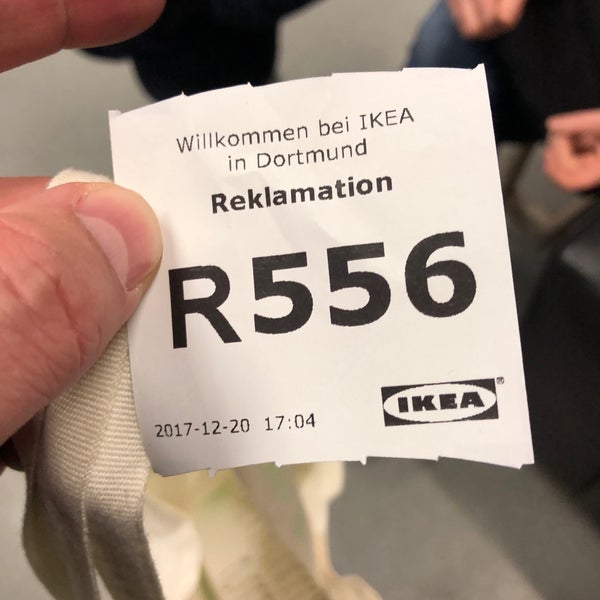 Willkommen bei IKEA
in Dortmund
Reklamation
R556
2017-12-20 17:04
IKEA®